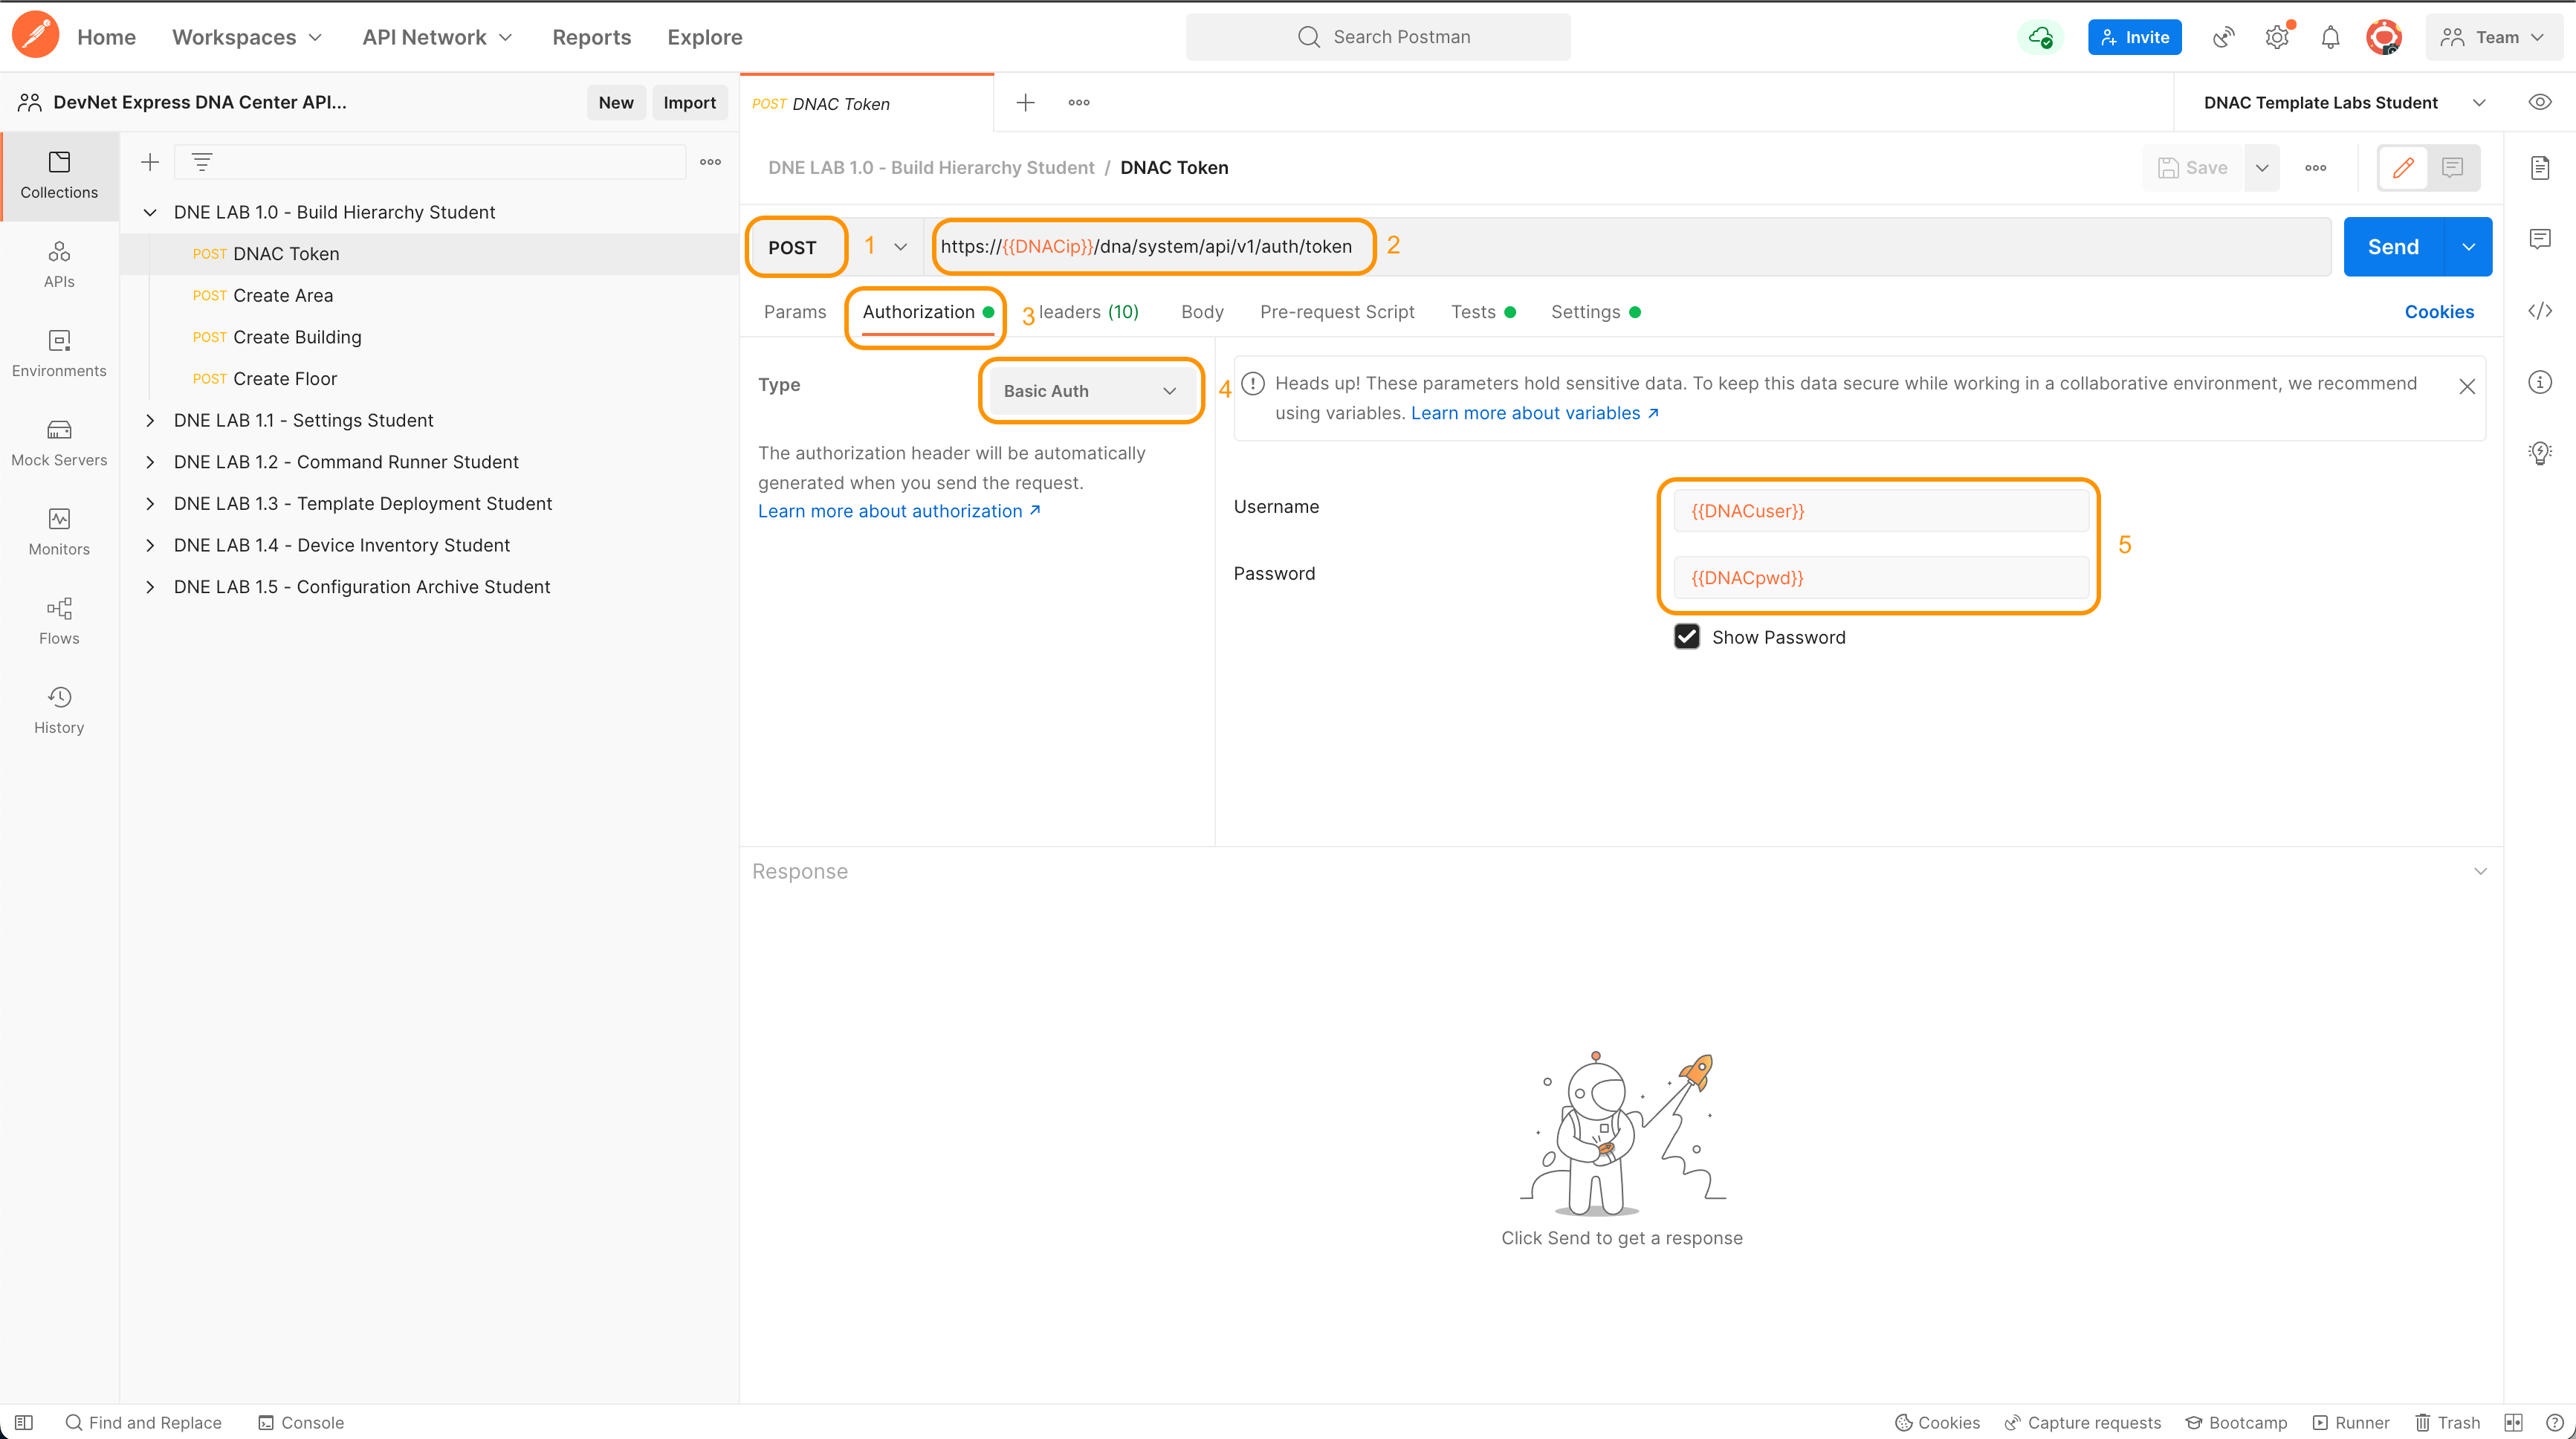 Home Workspaces API Network Reports Explore Search Postman Invite Team
DevNet Express DNA Center API... New Import POST DNAC Token DNAC Template Labs Student
Collections
APIs
Environments
Mock Servers
Monitors
Flows
History
DNE LAB 1.0 - Build Hierarchy Student
POST DNAC Token
POST Create Area
POST Create Building
POST Create Floor
DNE LAB 1.1 - Settings Student
DNE LAB 1.2 - Command Runner Student
DNE LAB 1.3 - Template Deployment Student
DNE LAB 1.4 - Device Inventory Student
DNE LAB 1.5 - Configuration Archive Student
DNE LAB 1.0 - Build Hierarchy Student / DNAC Token Save
POST 1 https://{{DNACip}}/dna/system/api/v1/auth/token 2 Send
Params Authorization 3 leaders (10) Body Pre-request Script Tests Settings Cookies
Type Basic Auth 4
The authorization header will be automatically
generated when you send the request.
Learn more about authorization ↗
Heads up! These parameters hold sensitive data. To keep this data secure while working in a collaborative environment, we recommend
using variables. Learn more about variables ↗
Username {{DNACuser}}
5
Password {{DNACpwd}}
Show Password
Response
Click Send to get a response
Find and Replace Console Cookies Capture requests Bootcamp Runner Trash